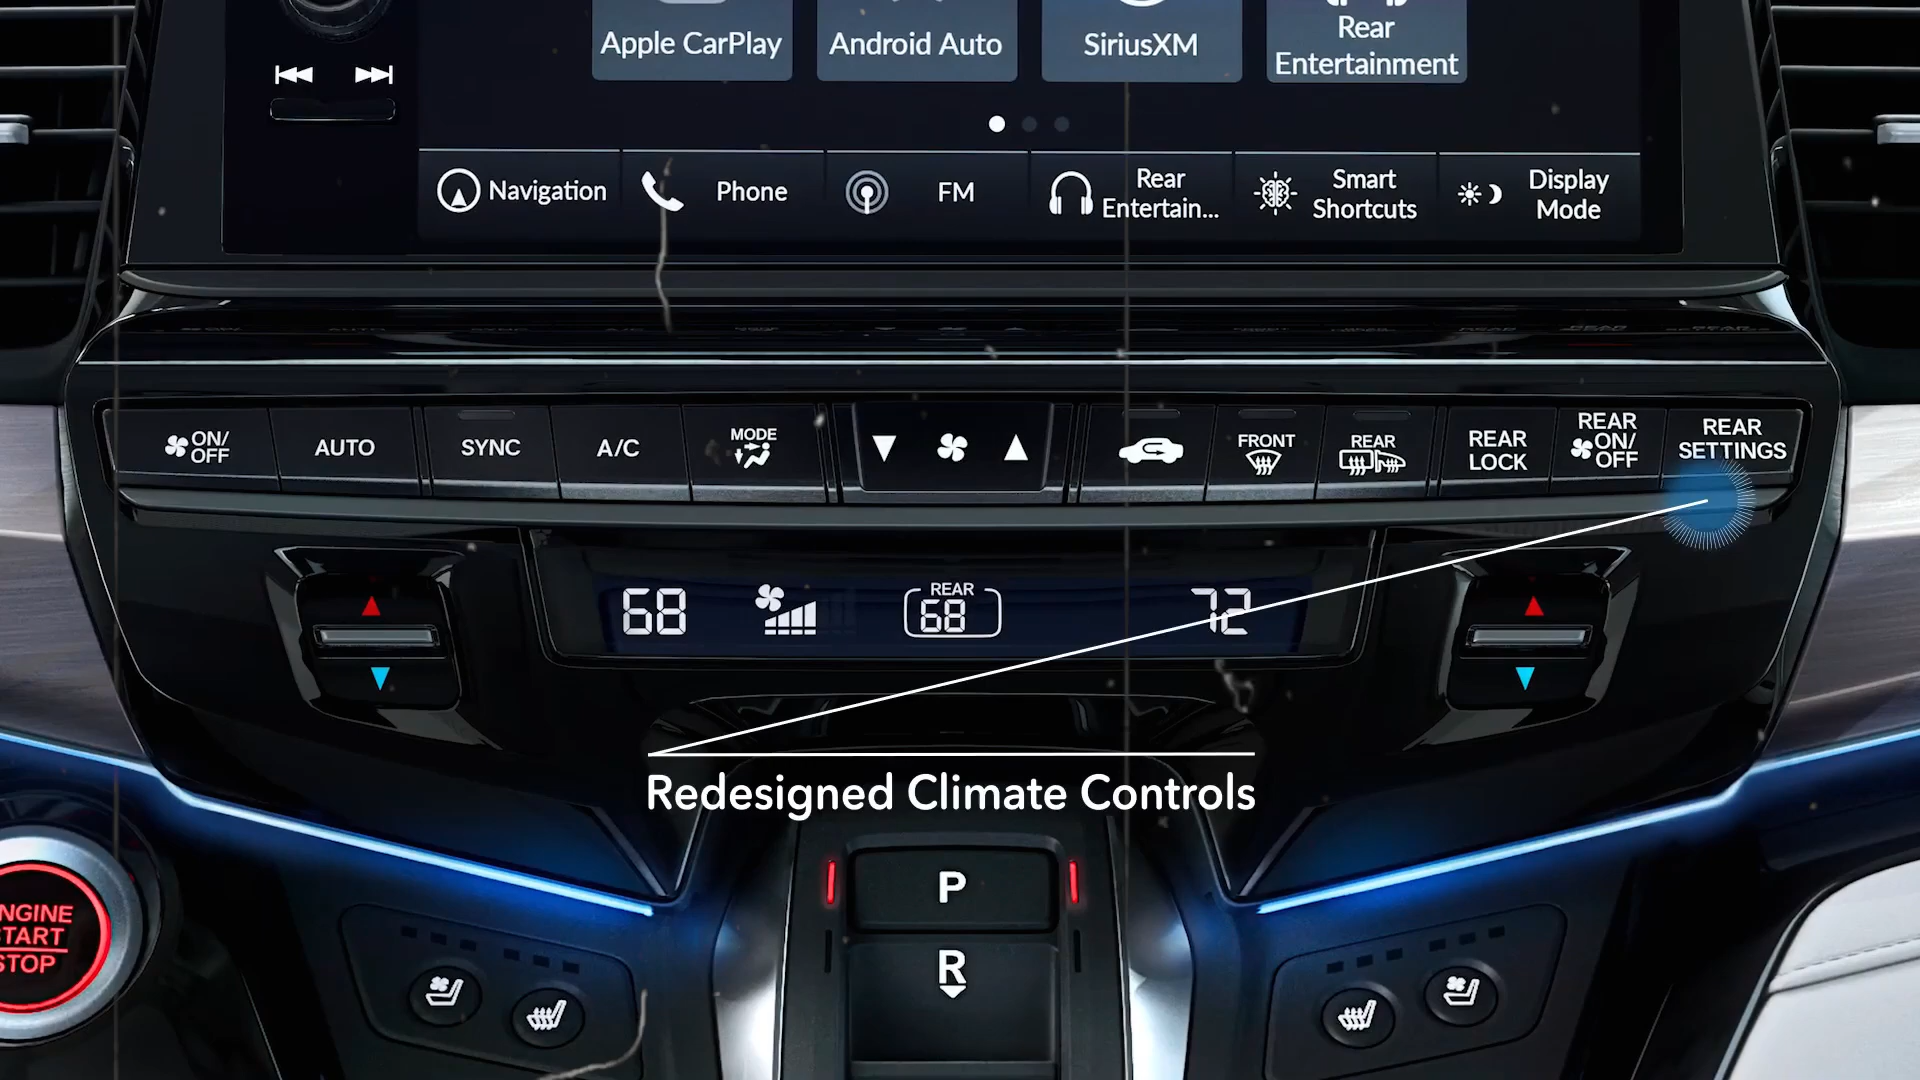 Apple CarPlay
Android Auto
SiriusXM
Rear
Entertainment
Navigation
Phone
FM
Rear
Entertain...
Smart
Shortcuts
Display
Mode
ON/
OFF
AUTO
SYNC
A/C
MODE
FRONT
REAR
REAR
LOCK
REAR
ON/
OFF
REAR
SETTINGS
68
REAR
68
72
Redesigned Climate Controls
P
R
NGINE
START
STOP